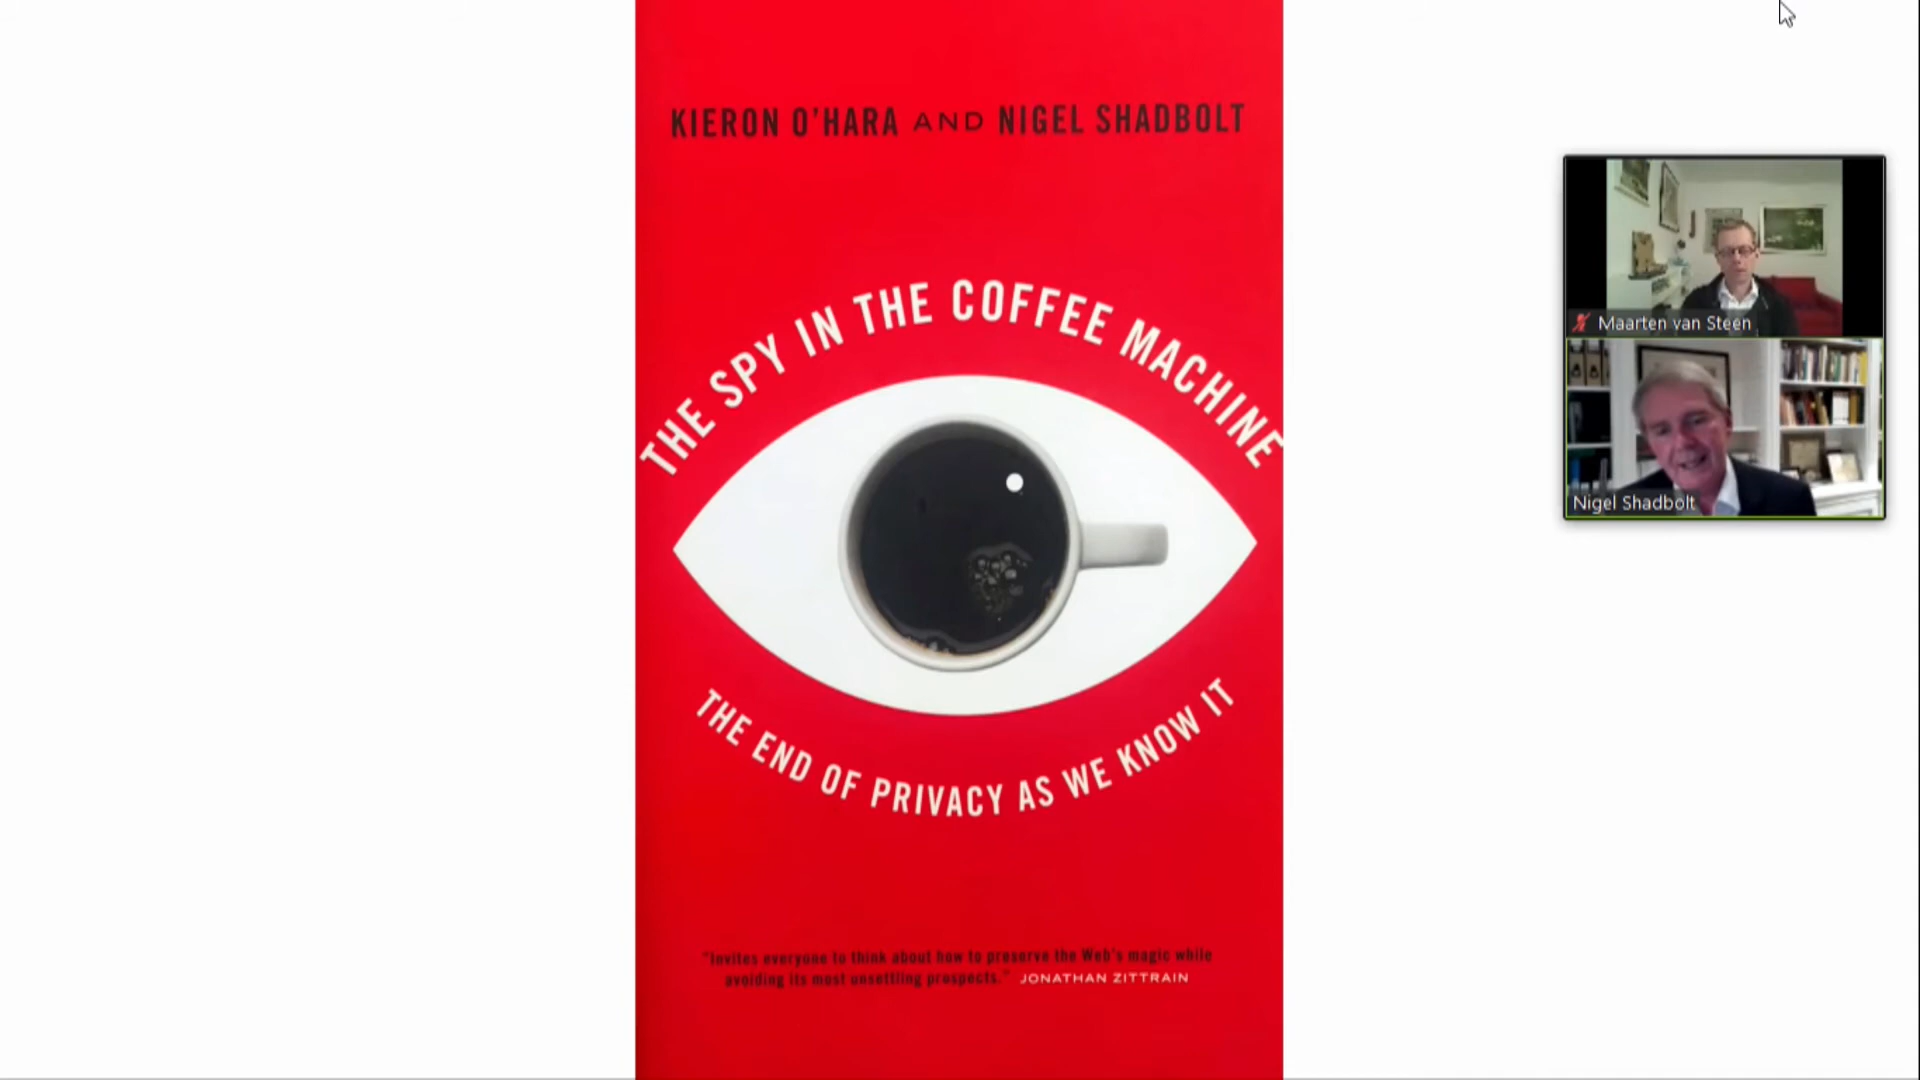 KIERON O'HARA AND NIGEL SHADBOLT
THE SPY IN THE COFFEE MACHINE
THE END OF PRIVACY AS WE KNOW IT
"Invites everyone to think about how to preserve the Web's magic while
avoiding its most unsettling prospects." JONATHAN ZITTRAIN
Maarten van Steen
Nigel Shadbolt